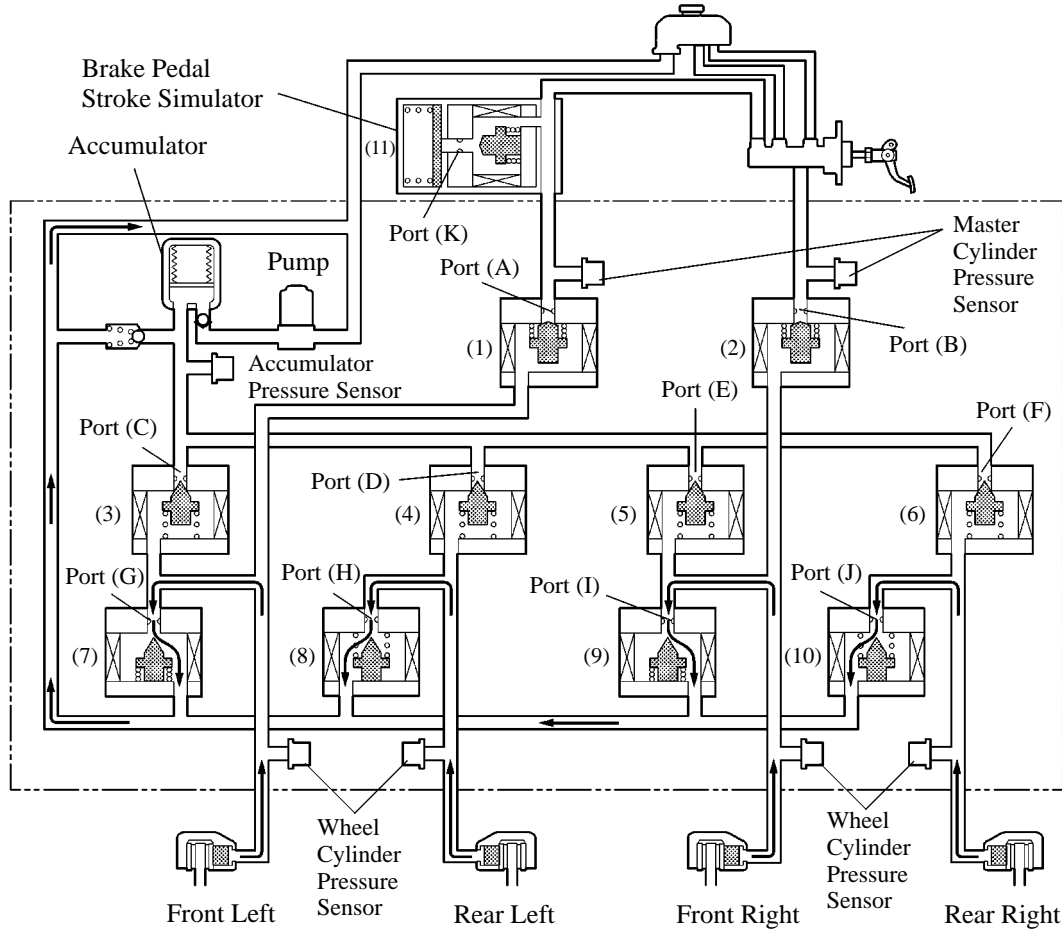 Brake Pedal
Stroke Simulator
Accumulator
(11)
Port (K)
Port (A)
Master
Cylinder
Pressure
Sensor
Pump
(1)
(2)
Port (B)
Accumulator
Pressure Sensor
Port (E)
Port (F)
Port (C)
Port (D)
(3)
(4)
(5)
(6)
Port (G)
Port (H)
Port (I)
Port (J)
(7)
(8)
(9)
(10)
Wheel
Cylinder
Pressure
Sensor
Wheel
Cylinder
Pressure
Sensor
Front Left
Rear Left
Front Right
Rear Right